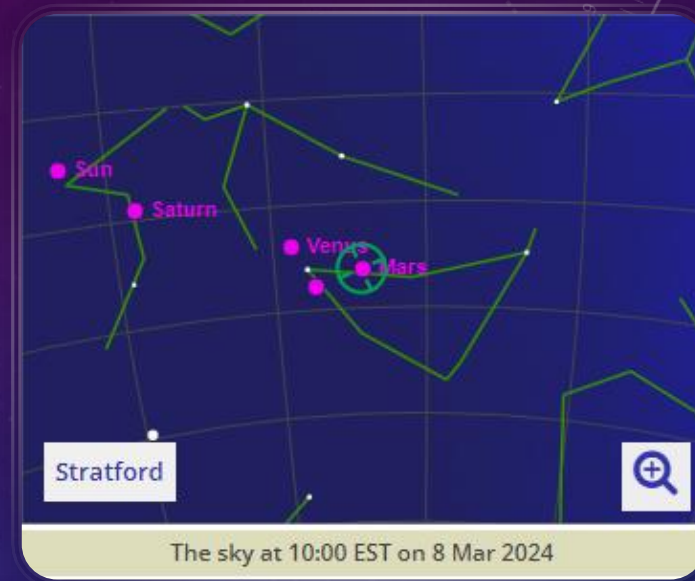 Sun
Saturn
Venus
Mars
Stratford
The sky at 10:00 EST on 8 Mar 2024